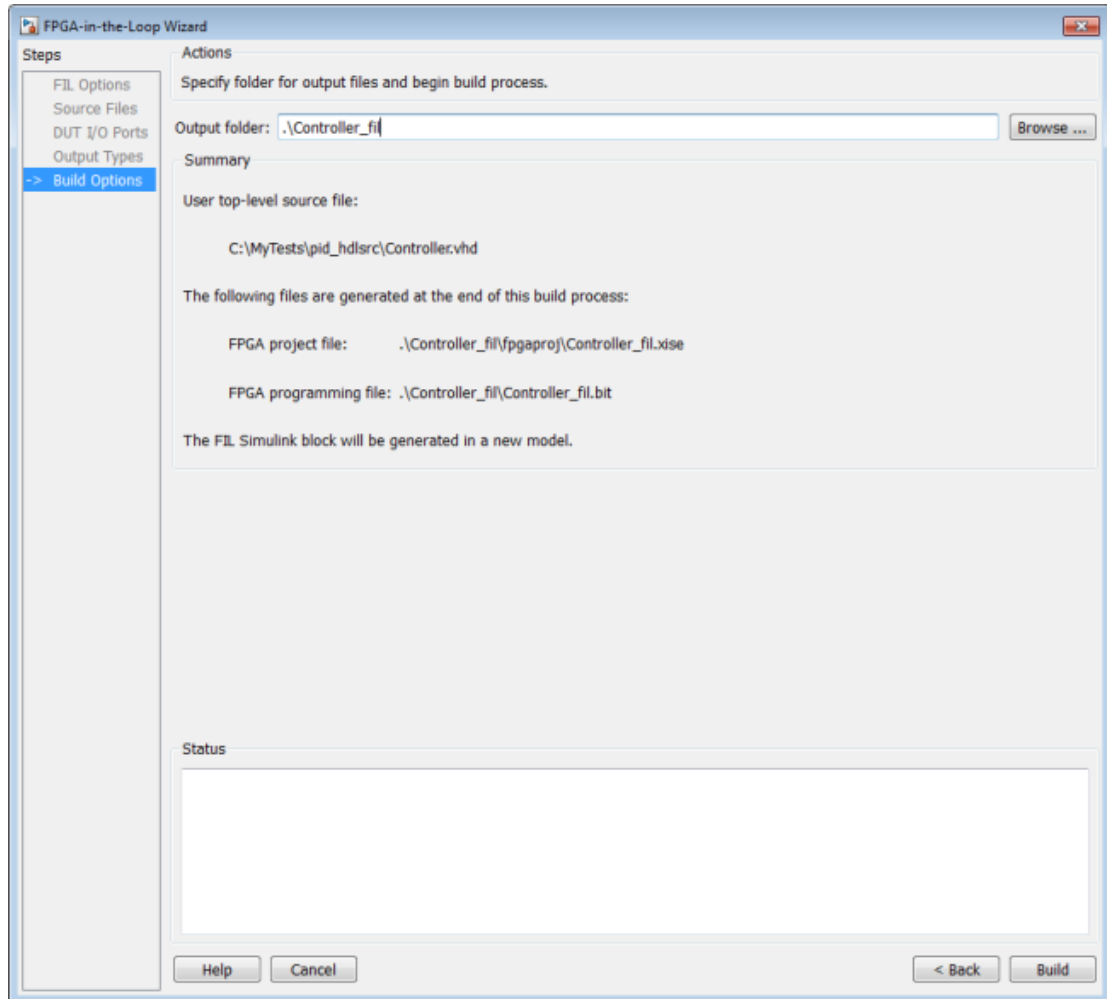 FPGA-in-the-Loop Wizard
Steps
FIL Options
Source Files
DUT I/O Ports
Output Types
-> Build Options
Actions
Specify folder for output files and begin build process.
Output folder: .\Controller_fil Browse ...
Summary
User top-level source file:
C:\MyTests\pid_hdlsrc\Controller.vhd
The following files are generated at the end of this build process:
FPGA project file: .\Controller_fil\fpgaproj\Controller_fil.xise
FPGA programming file: .\Controller_fil\Controller_fil.bit
The FIL Simulink block will be generated in a new model.
Status
Help Cancel < Back Build